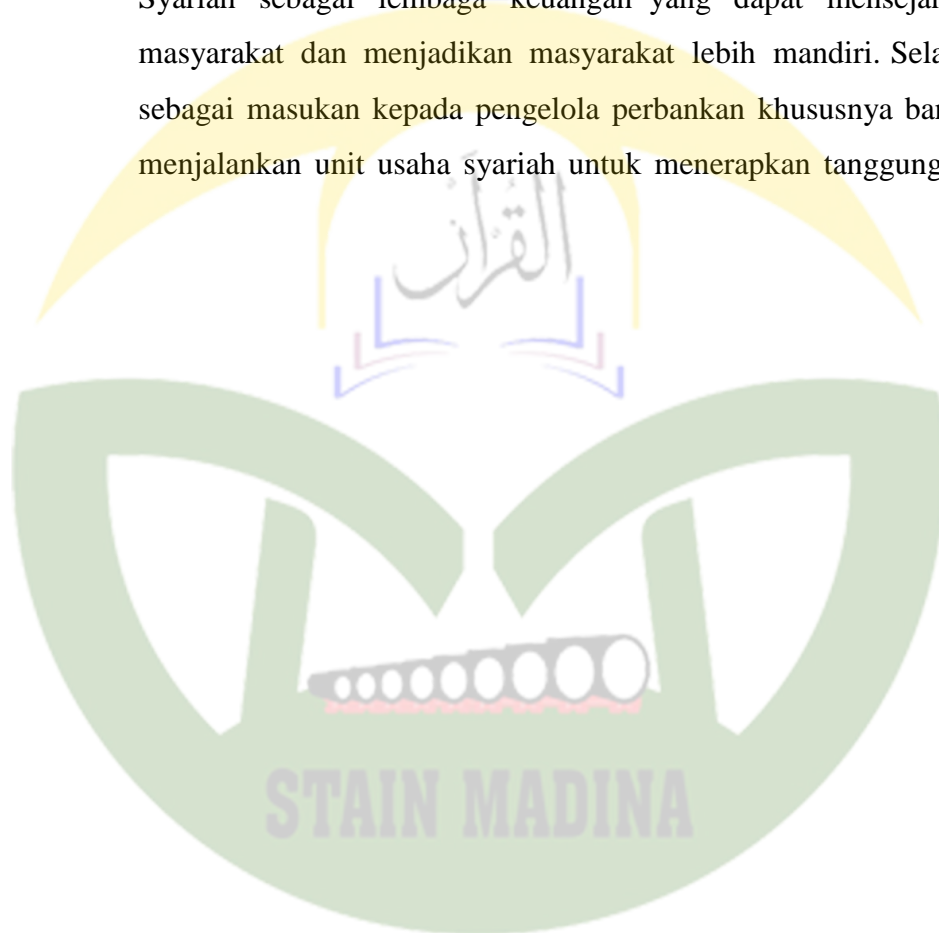 Syariah sebagai lembaga keuangan yang dapat
masyarakat dan menjadikan masyarakat lebih mandiri.
sebagai masukan kepada pengelola perbankan khususnya
menjalankan unit usaha syariah untuk menerapkan tanggung
القرآن
STAIN MADINA